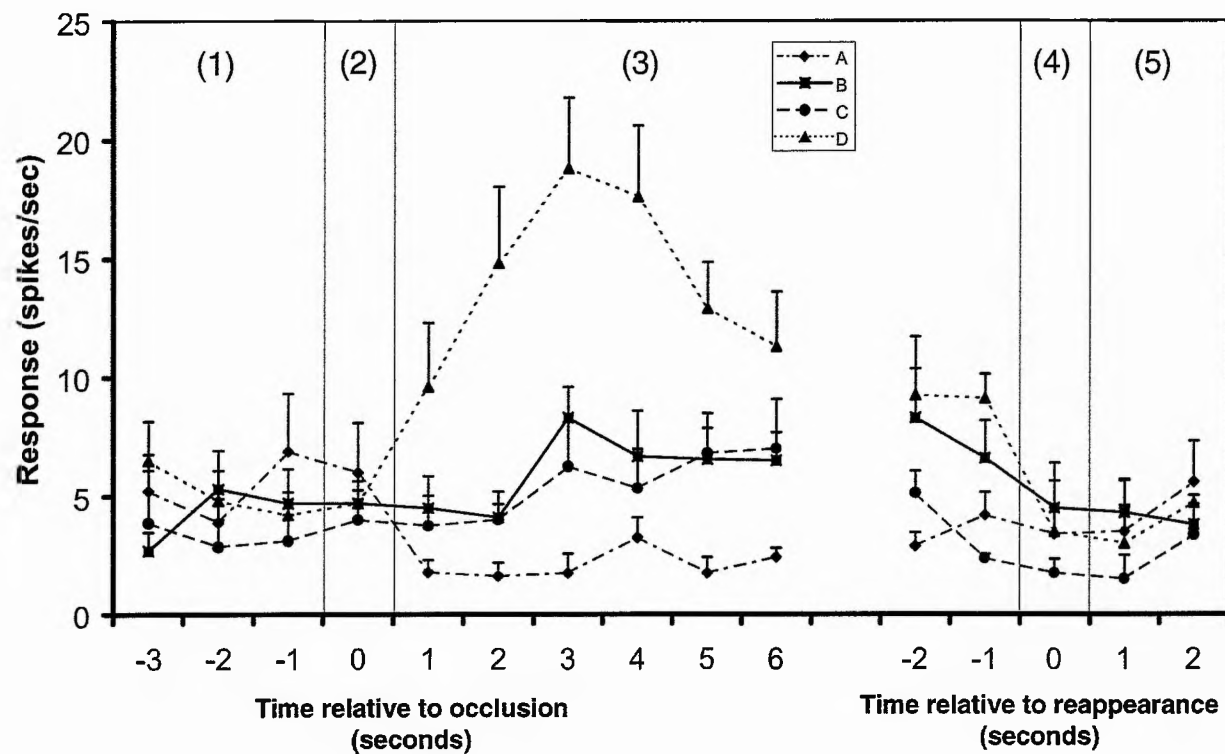 25
20
15
10
5
0
Response (spikes/sec)
(1)
(2)
(3)
(4)
(5)
A
B
C
D
-3 -2 -1 0 1 2 3 4 5 6 -2 -1 0 1 2
Time relative to occlusion
(seconds)
Time relative to reappearance
(seconds)